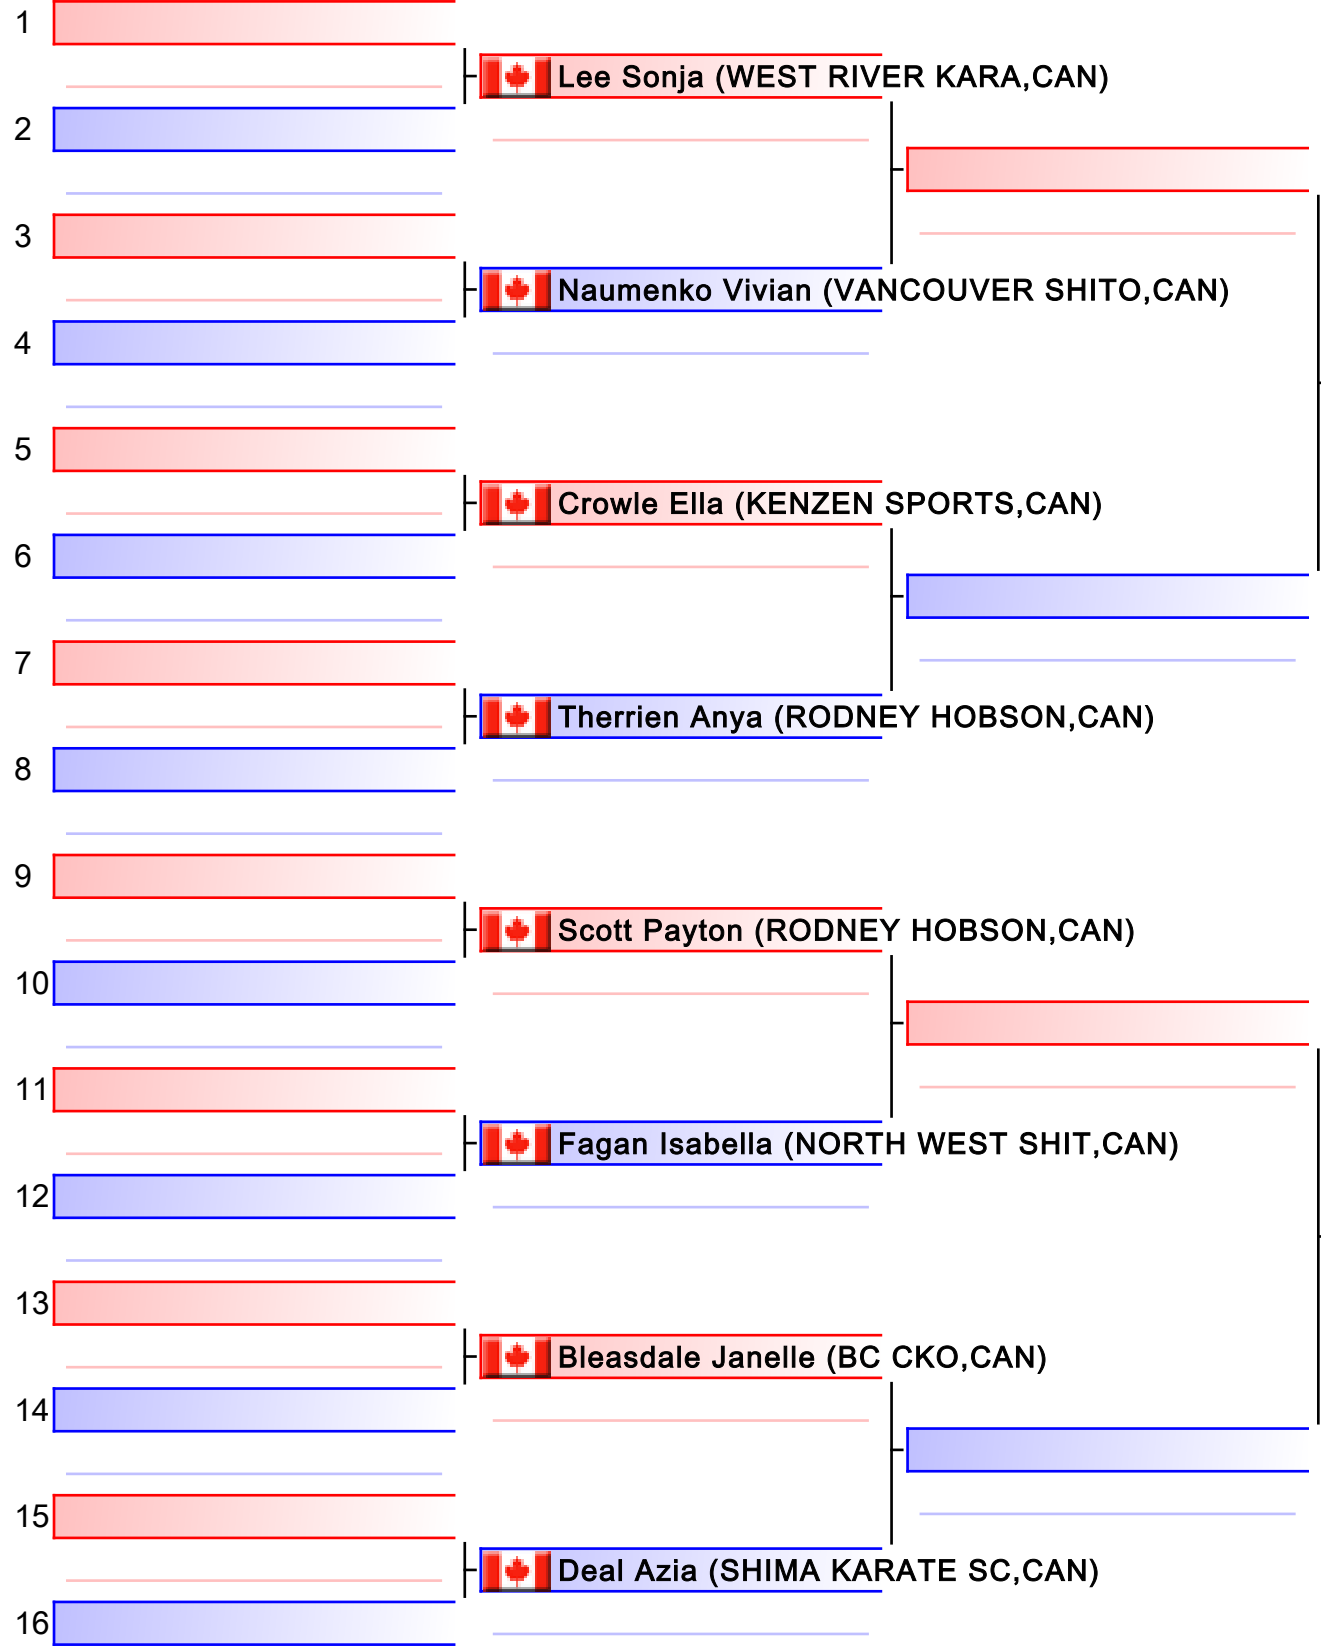 1
Lee Sonja (WEST RIVER KARA,CAN)
2
3
Naumenko Vivian (VANCOUVER SHITO,CAN)
4
5
Crowle Ella (KENZEN SPORTS,CAN)
6
7
Therrien Anya (RODNEY HOBSON,CAN)
8
9
Scott Payton (RODNEY HOBSON,CAN)
10
11
Fagan Isabella (NORTH WEST SHIT,CAN)
12
13
Bleasdale Janelle (BC CKO,CAN)
14
15
Deal Azia (SHIMA KARATE SC,CAN)
16